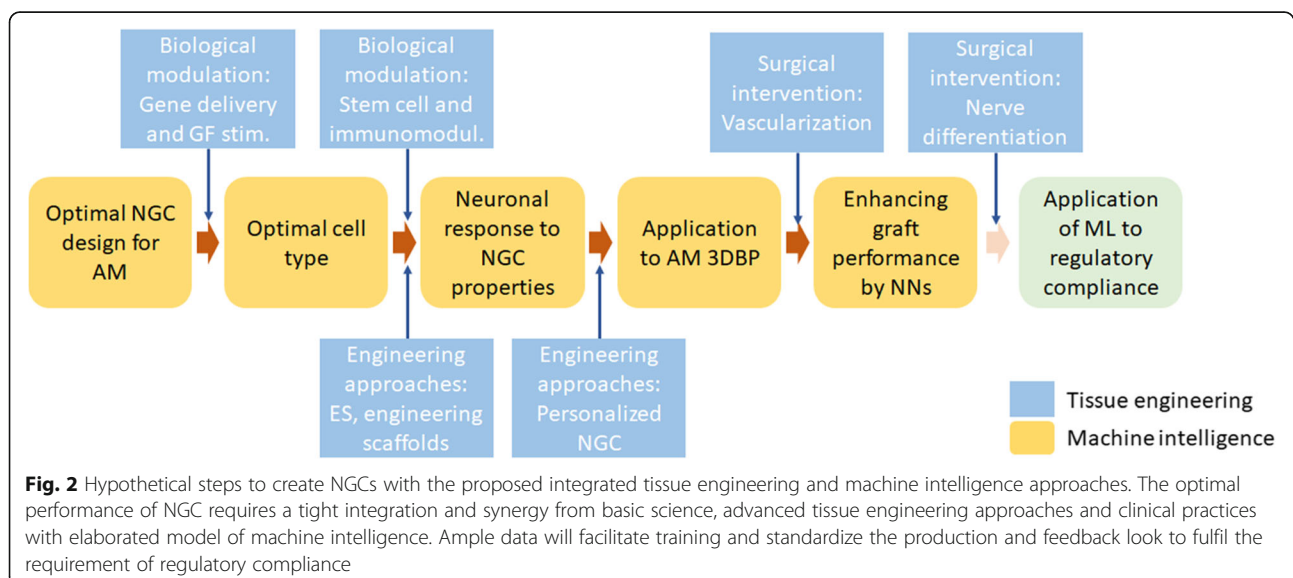 Biological
modulation:
Gene delivery
and GF stim.
Biological
modulation:
Stem cell and
immunomodul.
Surgical
intervention:
Vascularization
Surgical
intervention:
Nerve
differentiation
Optimal NGC
design for
AM
Optimal cell
type
Neuronal
response to
NGC
properties
Application
to AM 3DBP
Enhancing
graft
performance
by NNs
Application
of ML to
regulatory
compliance
Engineering
approaches:
ES, engineering
scaffolds
Engineering
approaches:
Personalized
NGC
Tissue engineering
Machine intelligence
Fig. 2 Hypothetical steps to create NGCs with the proposed integrated tissue engineering and machine intelligence approaches. The optimal
performance of NGC requires a tight integration and synergy from basic science, advanced tissue engineering approaches and clinical practices
with elaborated model of machine intelligence. Ample data will facilitate training and standardize the production and feedback look to fulfil the
requirement of regulatory compliance